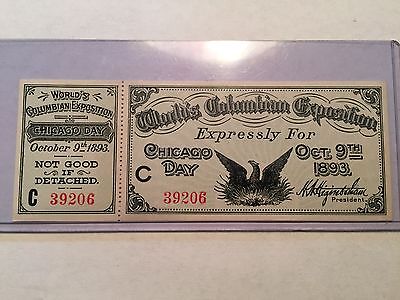 WORLD'S
COLUMBIAN EXPOSITION
CHICAGO DAY
October 9th 1893.
NOT GOOD
IF
DETACHED.
C 39206
World's Columbian Exposition
Expressly For
CHICAGO DAY
OCT. 9TH 1893.
C
39206
H N Higinbotham
President.